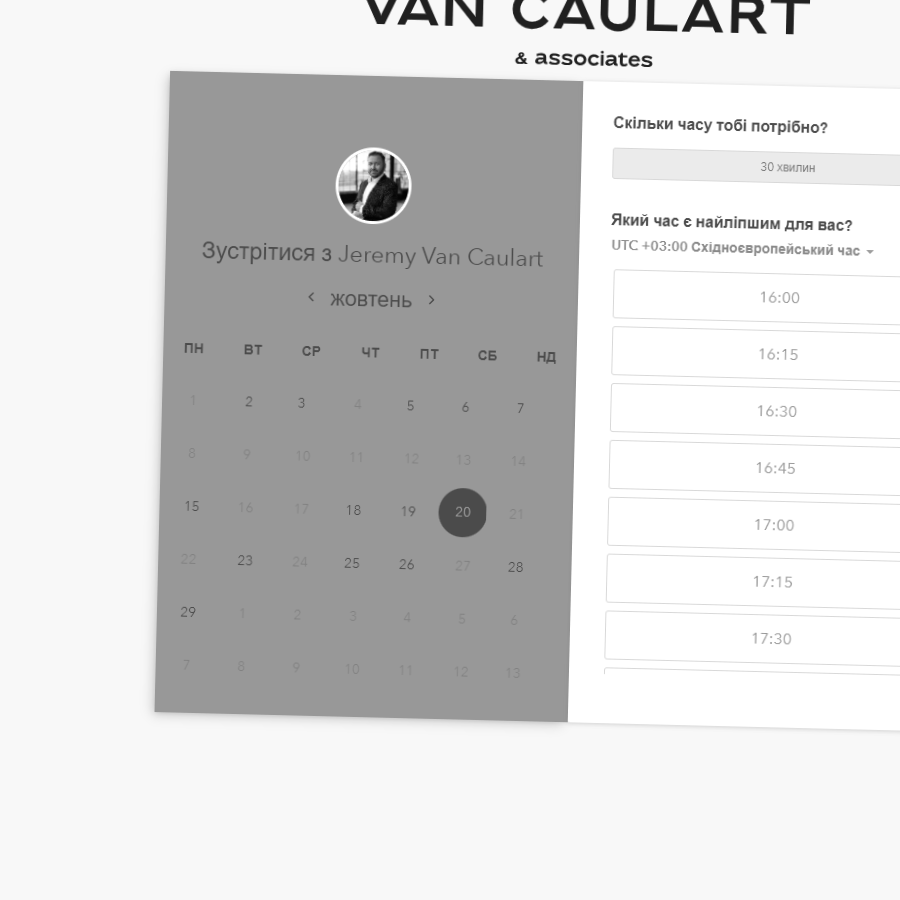 VAN CAULART
& associates
Зустрітися з Jeremy Van Caulart
жовтень
ПН ВТ СР ЧТ ПТ СБ НД
1 2 3 4 5 6 7
8 9 10 11 12 13 14
15 16 17 18 19 20 21
22 23 24 25 26 27 28
29 1 2 3 4 5 6
7 8 9 10 11 12 13
Скільки часу тобі потрібно?
30 хвилин
Який час є найліпшим для вас?
UTC +03:00 Східноєвропейський час
16:00
16:15
16:30
16:45
17:00
17:15
17:30